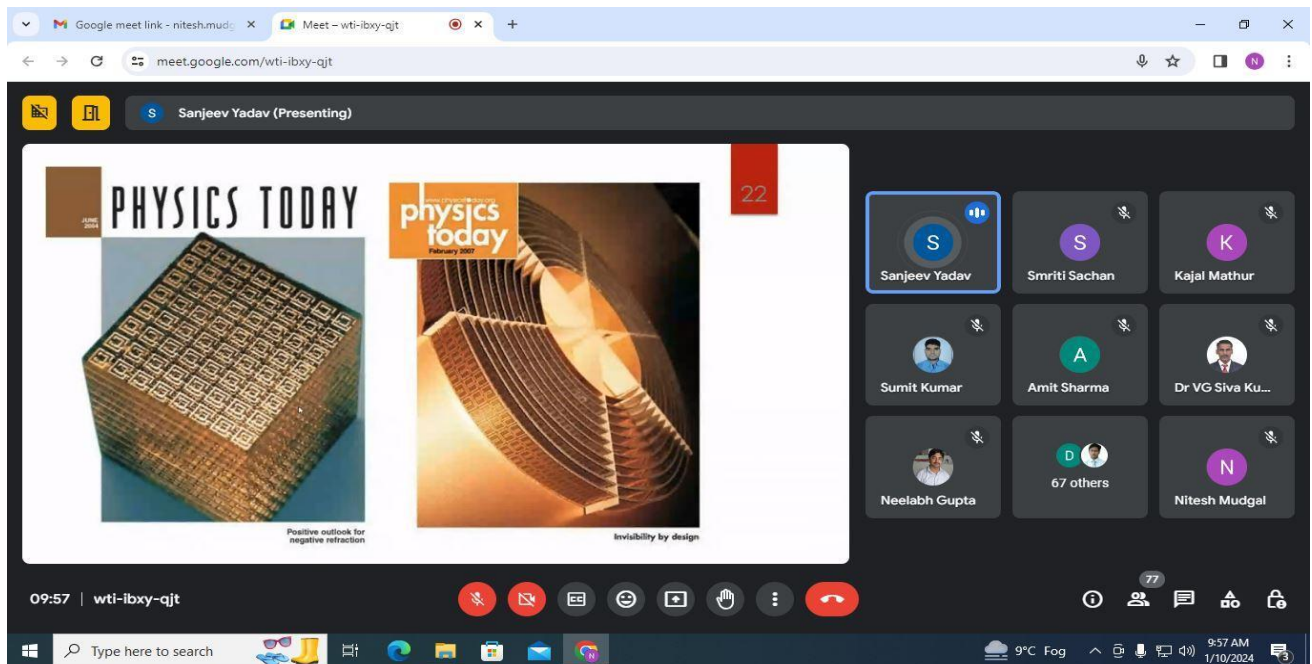 Google meet link - nitesh.mudg
Meet – wti-ibxy-qjt
meet.google.com/wti-ibxy-qjt
N
S Sanjeev Yadav (Presenting)
JUNE
2004
PHYSICS TODAY
Positive outlook for
negative refraction
physics
today
February 2007
Invisibility by design
22
S
Sanjeev Yadav
S
Smriti Sachan
K
Kajal Mathur
Sumit Kumar
A
Amit Sharma
Dr VG Siva Ku...
Neelabh Gupta
D
67 others
N
Nitesh Mudgal
09:57 | wti-ibxy-qjt
CC
77
Type here to search
N
9°C Fog
9:57 AM
1/10/2024
3